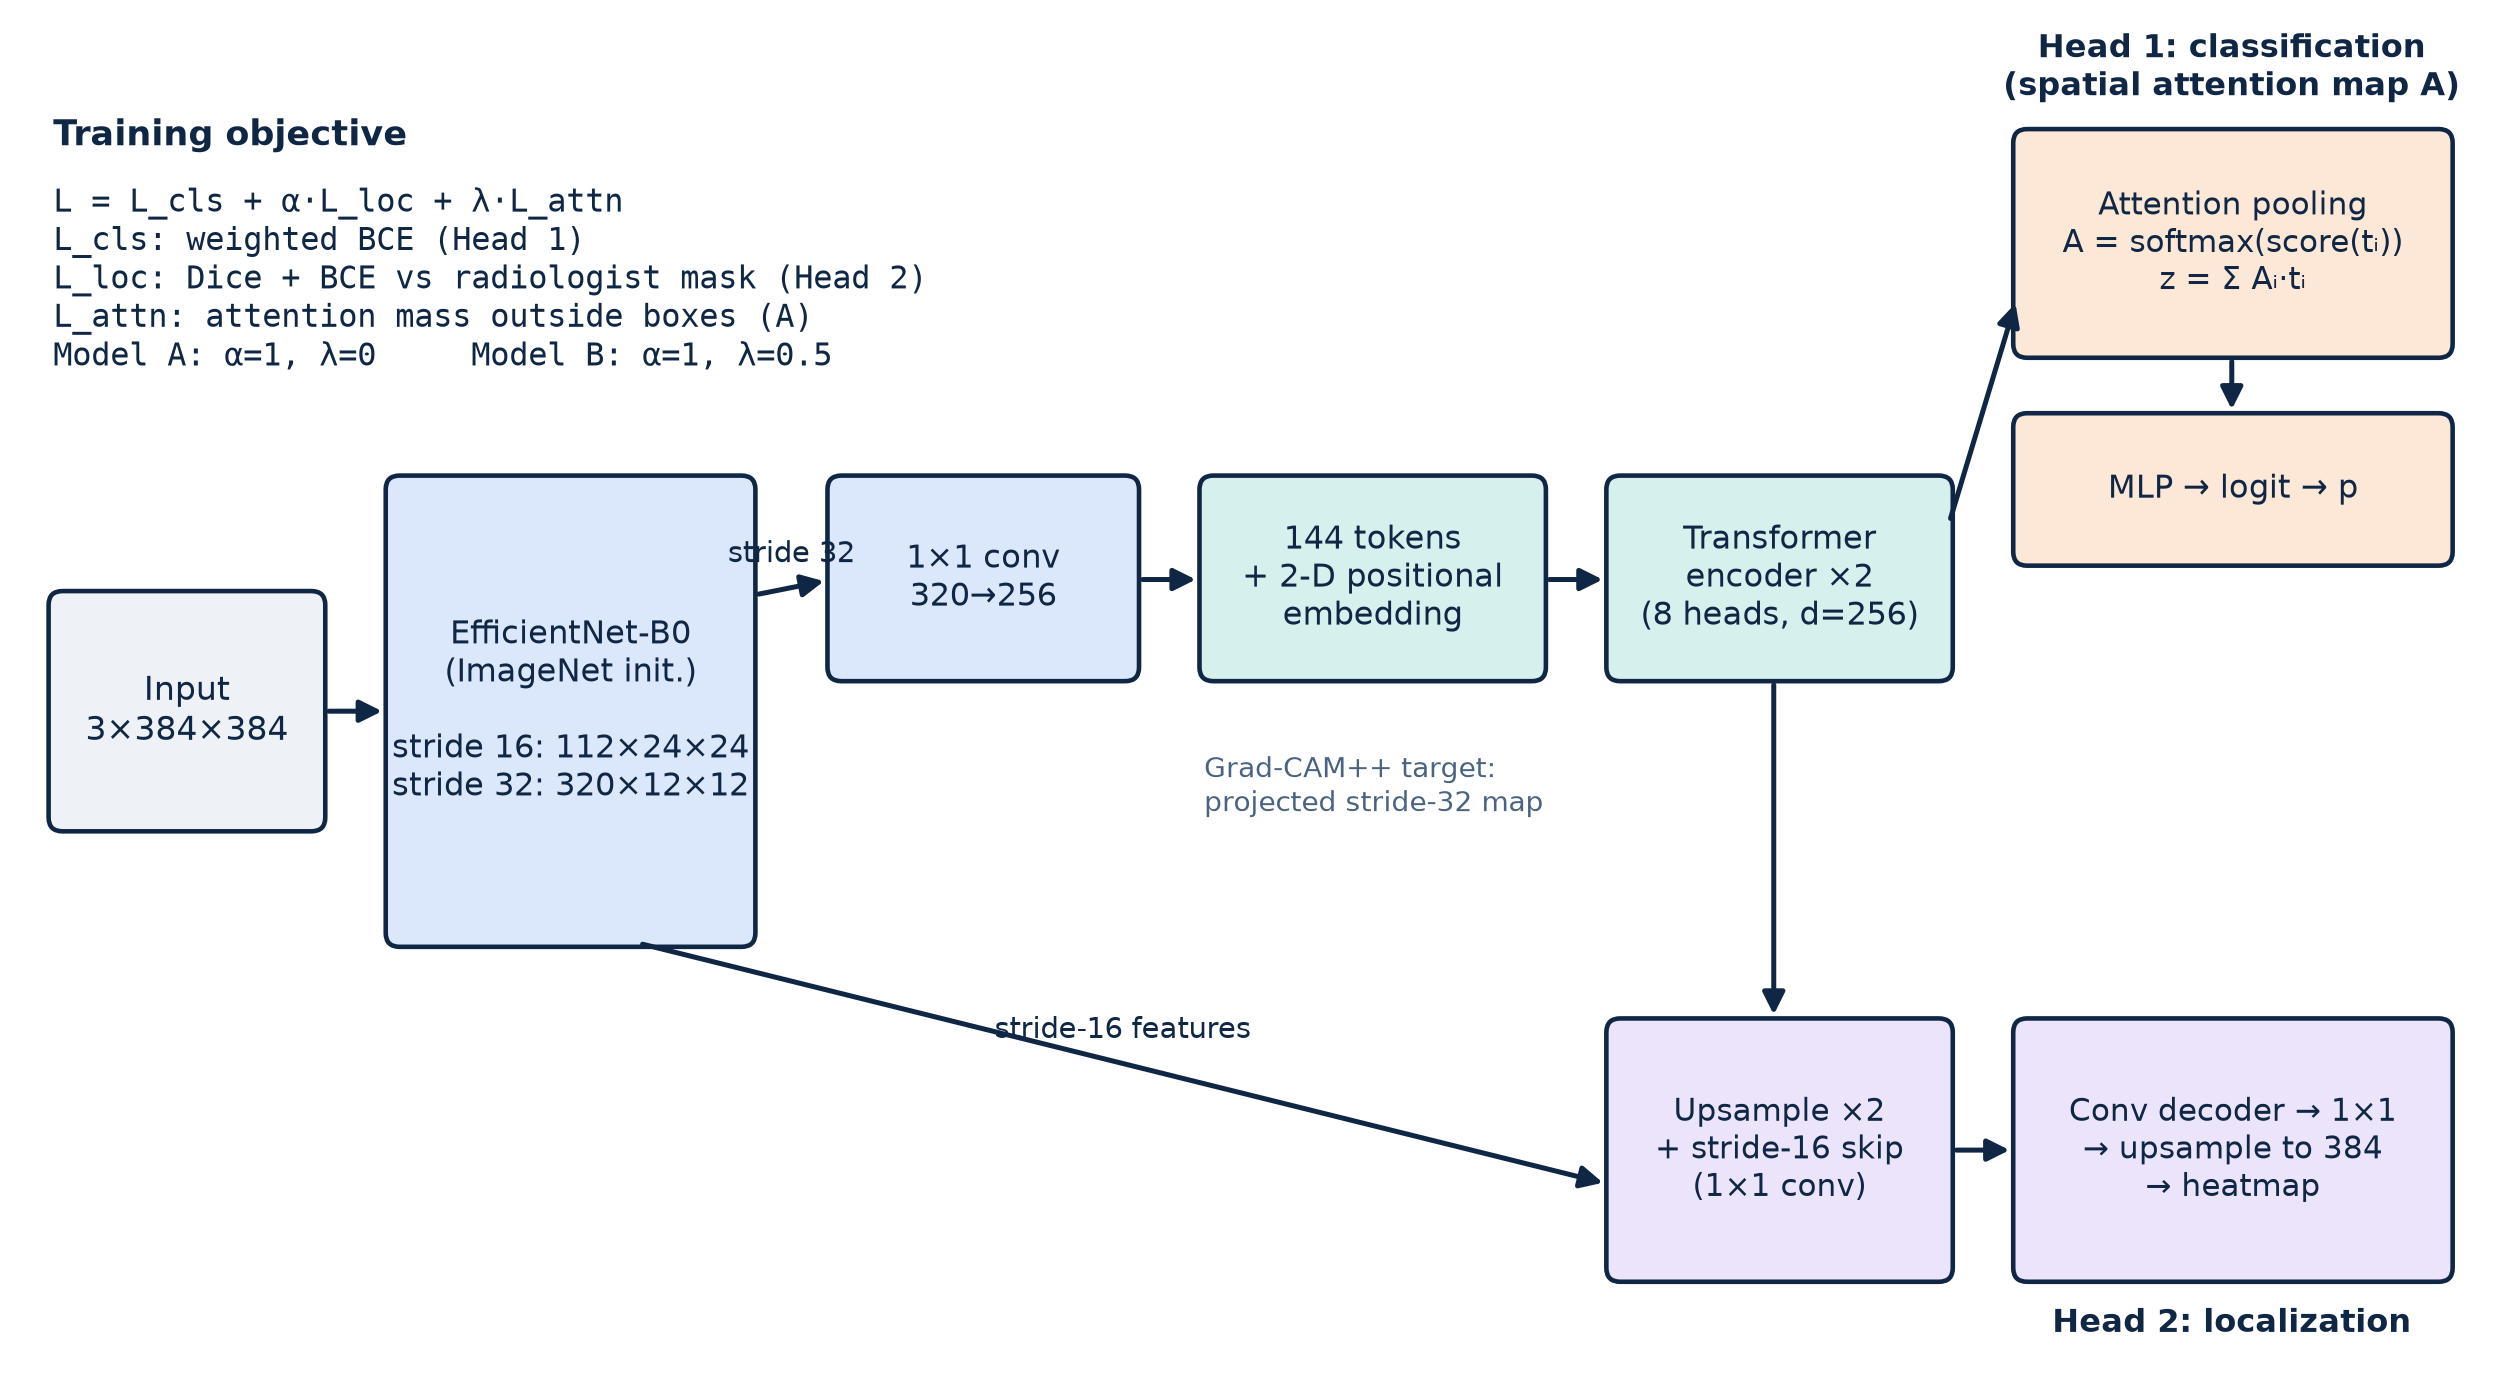 Head 1: classification
(spatial attention map A)
Training objective
L = L_cls + α·L_loc + λ·L_attn
L_cls: weighted BCE (Head 1)
L_loc: Dice + BCE vs radiologist mask (Head 2)
L_attn: attention mass outside boxes (A)
Model A: α=1, λ=0     Model B: α=1, λ=0.5
Attention pooling
A = softmax(score(tᵢ))
z = Σ Aᵢ·tᵢ
MLP → logit → p
Input
3×384×384
EfficientNet-B0
(ImageNet init.)
stride 16: 112×24×24
stride 32: 320×12×12
stride 32
1×1 conv
320→256
144 tokens
+ 2-D positional
embedding
Transformer
encoder ×2
(8 heads, d=256)
Grad-CAM++ target:
projected stride-32 map
stride-16 features
Upsample ×2
+ stride-16 skip
(1×1 conv)
Conv decoder → 1×1
→ upsample to 384
→ heatmap
Head 2: localization